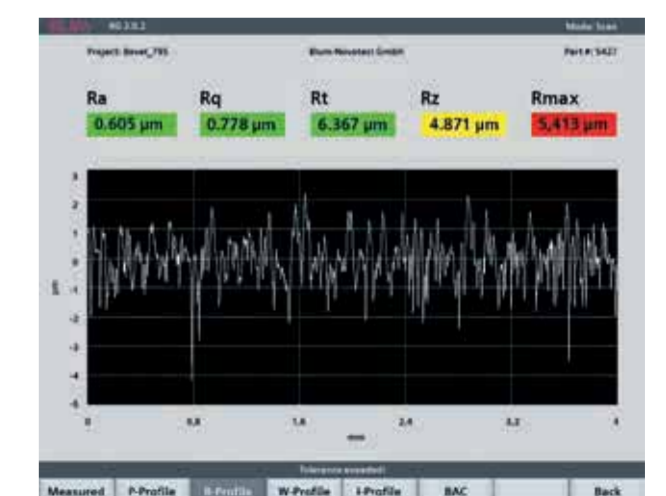 Mode: Scan
Project: Bevel_795 Blum-Novotest GmbH Part #: 5427
Ra Rq Rt Rz Rmax
0.605 µm 0.778 µm 6.367 µm 4.871 µm 5,413 µm
3
2
1
0
-1
µm
-2
-3
-4
-5
0 0,8 1,6 2,4 3,2 4
mm
Tolerance exceeded!
Measured P-Profile R-Profile W-Profile I-Profile BAC Back